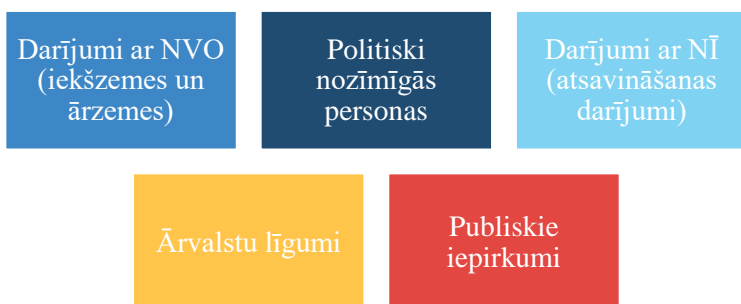 Darījumi ar NVO
(iekšzemes un
ārzemes)
Politiski
nozīmīgās
personas
Darījumi ar NĪ
(atsavināšanas
darījumi)
Ārvalstu līgumi
Publiskie
iepirkumi